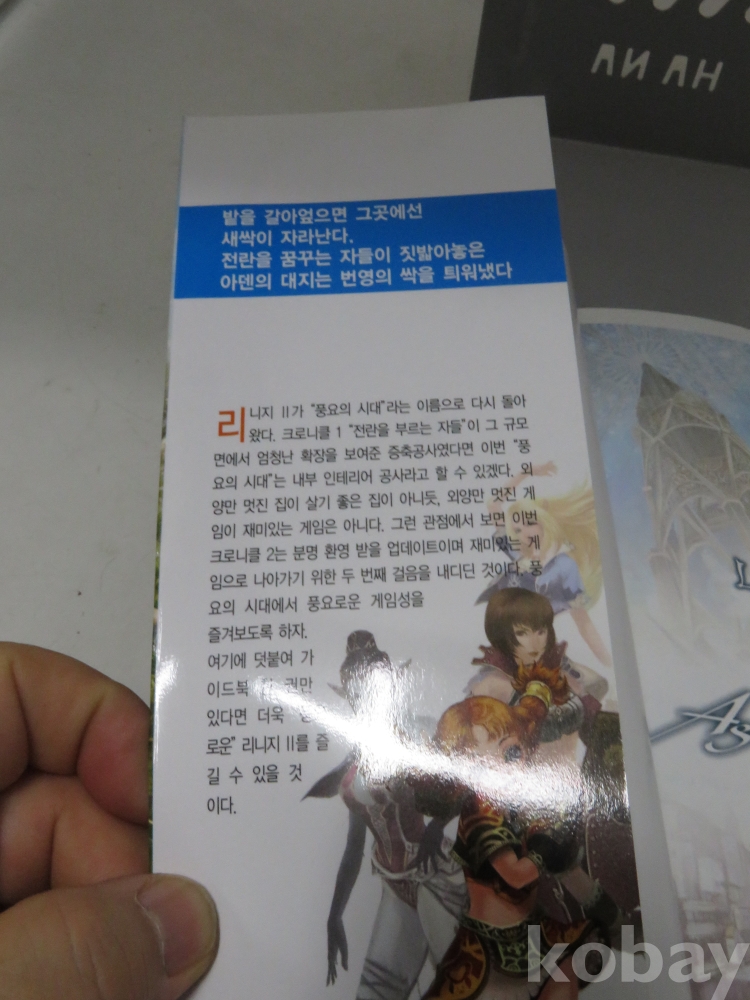 AN AH
밭을 갈아엎으면 그곳에선
새싹이 자라난다.
전란을 꿈꾸는 자들이 짓밟아놓은
아덴의 대지는 번영의 싹을 틔워냈다
리니지 II가 "풍요의 시대"라는 이름으로 다시 돌아
왔다. 크로니클 1 "전란을 부르는 자들"이 그 규모
면에서 엄청난 확장을 보여준 증축공사였다면 이번 "풍
요의 시대"는 내부 인테리어 공사라고 할 수 있겠다. 외
양만 멋진 집이 살기 좋은 집이 아니듯, 외양만 멋진 게
임이 재미있는 게임은 아니다. 그런 관점에서 보면 이번
크로니클 2는 분명 환영 받을 업데이트이며 재미있는 게
임으로 나아가기 위한 두 번째 걸음을 내디딘 것이다. 풍
요의 시대에서 풍요로운 게임성을
즐겨보도록 하자.
여기에 덧붙여 가
이드북 권만
있다면 더욱
로운" 리니지 II를 즐
길 수 있을 것
이다.
kobay